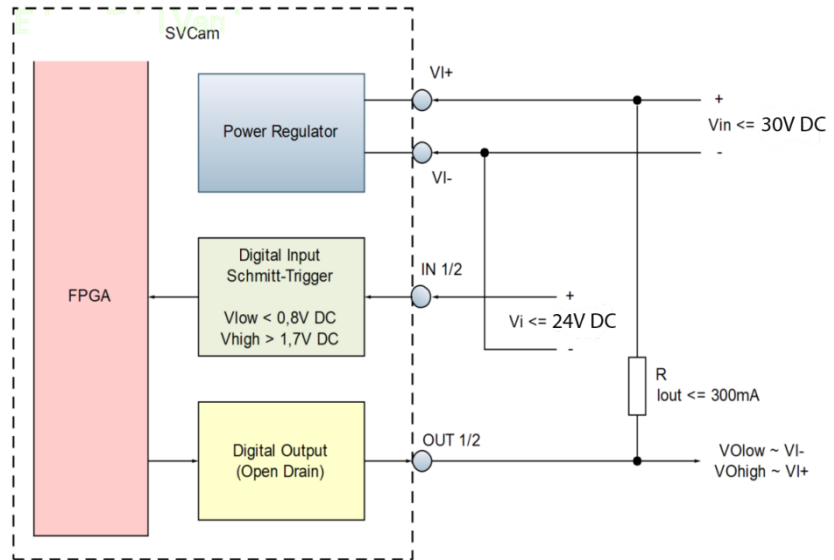 SVCam
VI+
+
Power Regulator
Vin <= 30V DC
-
VI-
Digital Input
Schmitt-Trigger
IN 1/2
+
FPGA
Vlow < 0,8V DC
Vhigh > 1,7V DC
Vi <= 24V DC
-
R
Iout <= 300mA
Digital Output
(Open Drain)
OUT 1/2
VOlow ~ VI-
VOhigh ~ VI+